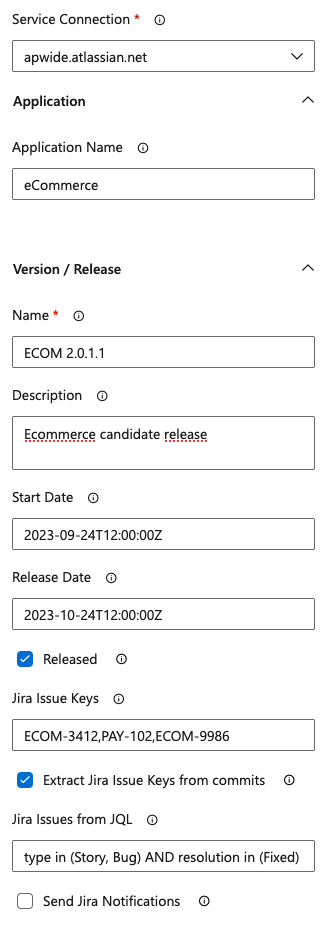 Service Connection *
apwide.atlassian.net
Application
Application Name
eCommerce
Version / Release
Name *
ECOM 2.0.1.1
Description
Ecommerce candidate release
Start Date
2023-09-24T12:00:00Z
Release Date
2023-10-24T12:00:00Z
Released
Jira Issue Keys
ECOM-3412,PAY-102,ECOM-9986
Extract Jira Issue Keys from commits
Jira Issues from JQL
type in (Story, Bug) AND resolution in (Fixed)
Send Jira Notifications